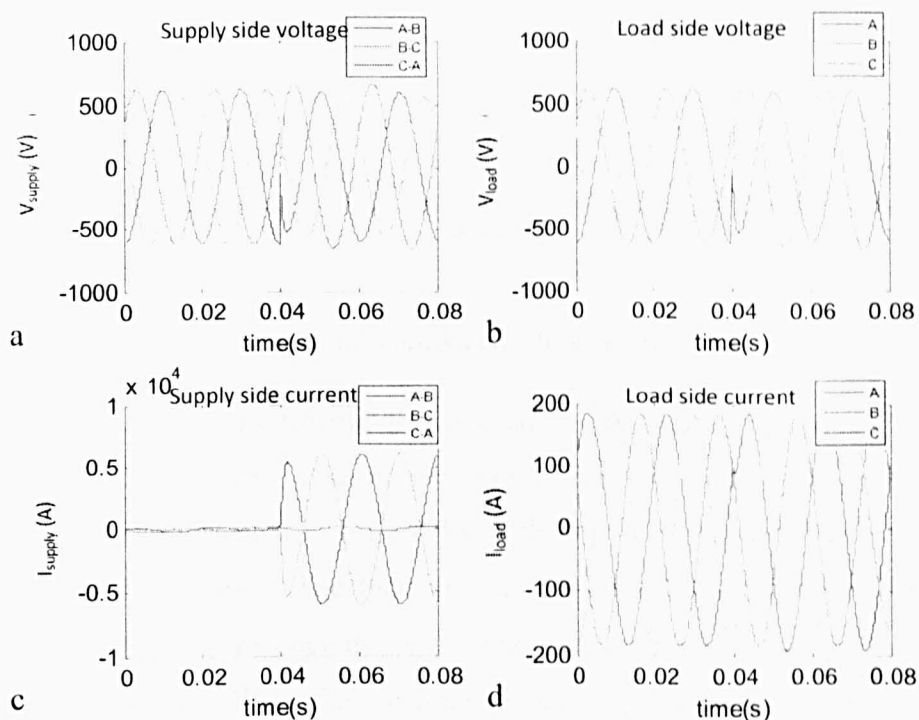 Supply side voltage
A-B
B-C
C-A
1000
500
0
-500
-1000
V_supply (V)
0 0.02 0.04 0.06 0.08
time(s)
a
Load side voltage
A
B
C
1000
500
0
-500
-1000
V_load (V)
0 0.02 0.04 0.06 0.08
time(s)
b
x 10^4
Supply side current
A-B
B-C
C-A
1
0.5
0
-0.5
-1
I_supply (A)
0 0.02 0.04 0.06 0.08
time(s)
c
Load side current
A
B
C
200
100
0
-100
-200
I_load (A)
0 0.02 0.04 0.06 0.08
time(s)
d